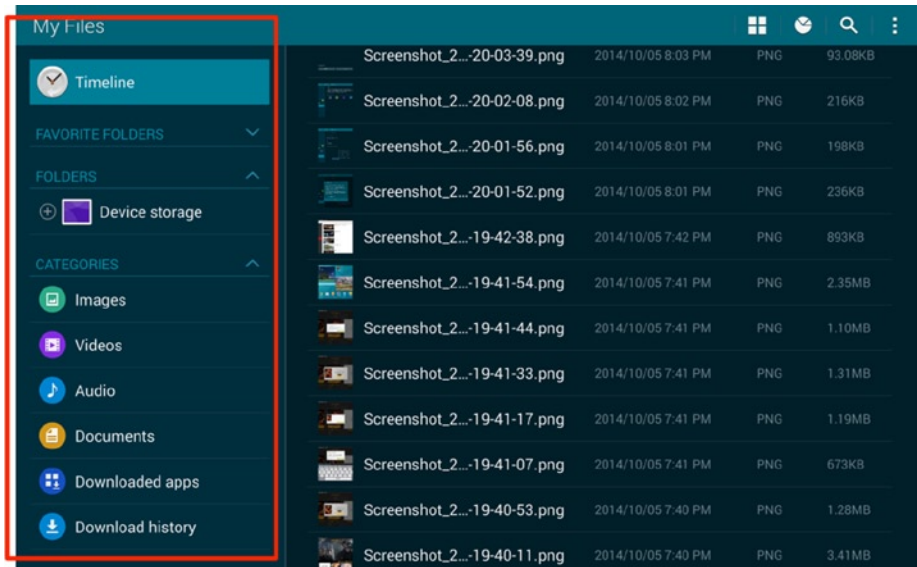 My Files
Timeline
FAVORITE FOLDERS
FOLDERS
Device storage
CATEGORIES
Images
Videos
Audio
Documents
Downloaded apps
Download history
Screenshot_2...-20-03-39.png 2014/10/05 8:03 PM PNG 93.08KB
Screenshot_2...-20-02-08.png 2014/10/05 8:02 PM PNG 216KB
Screenshot_2...-20-01-56.png 2014/10/05 8:01 PM PNG 198KB
Screenshot_2...-20-01-52.png 2014/10/05 8:01 PM PNG 236KB
Screenshot_2...-19-42-38.png 2014/10/05 7:42 PM PNG 893KB
Screenshot_2...-19-41-54.png 2014/10/05 7:41 PM PNG 2.35MB
Screenshot_2...-19-41-44.png 2014/10/05 7:41 PM PNG 1.10MB
Screenshot_2...-19-41-33.png 2014/10/05 7:41 PM PNG 1.31MB
Screenshot_2...-19-41-17.png 2014/10/05 7:41 PM PNG 1.19MB
Screenshot_2...-19-41-07.png 2014/10/05 7:41 PM PNG 673KB
Screenshot_2...-19-40-53.png 2014/10/05 7:40 PM PNG 1.28MB
Screenshot_2...-19-40-11.png 2014/10/05 7:40 PM PNG 3.41MB